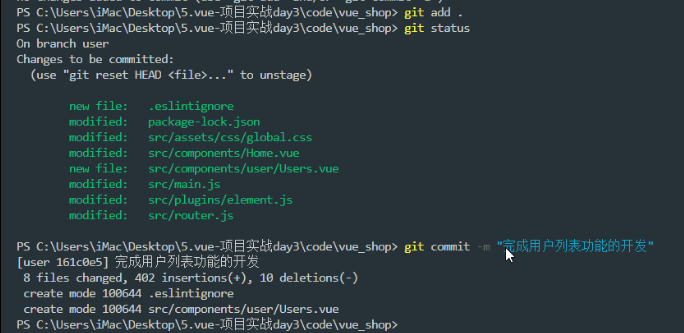 PS C:\Users\iMac\Desktop\5.vue-项目实战day3\code\vue_shop> git add .
PS C:\Users\iMac\Desktop\5.vue-项目实战day3\code\vue_shop> git status
On branch user
Changes to be committed:
(use "git reset HEAD <file>..." to unstage)
new file: .eslintignore
modified: package-lock.json
modified: src/assets/css/global.css
modified: src/components/Home.vue
new file: src/components/user/Users.vue
modified: src/main.js
modified: src/plugins/element.js
modified: src/router.js
PS C:\Users\iMac\Desktop\5.vue-项目实战day3\code\vue_shop> git commit -m "完成用户列表功能的开发"
[user 161c0e5] 完成用户列表功能的开发
8 files changed, 402 insertions(+), 10 deletions(-)
create mode 100644 .eslintignore
create mode 100644 src/components/user/Users.vue
PS C:\Users\iMac\Desktop\5.vue-项目实战day3\code\vue_shop>